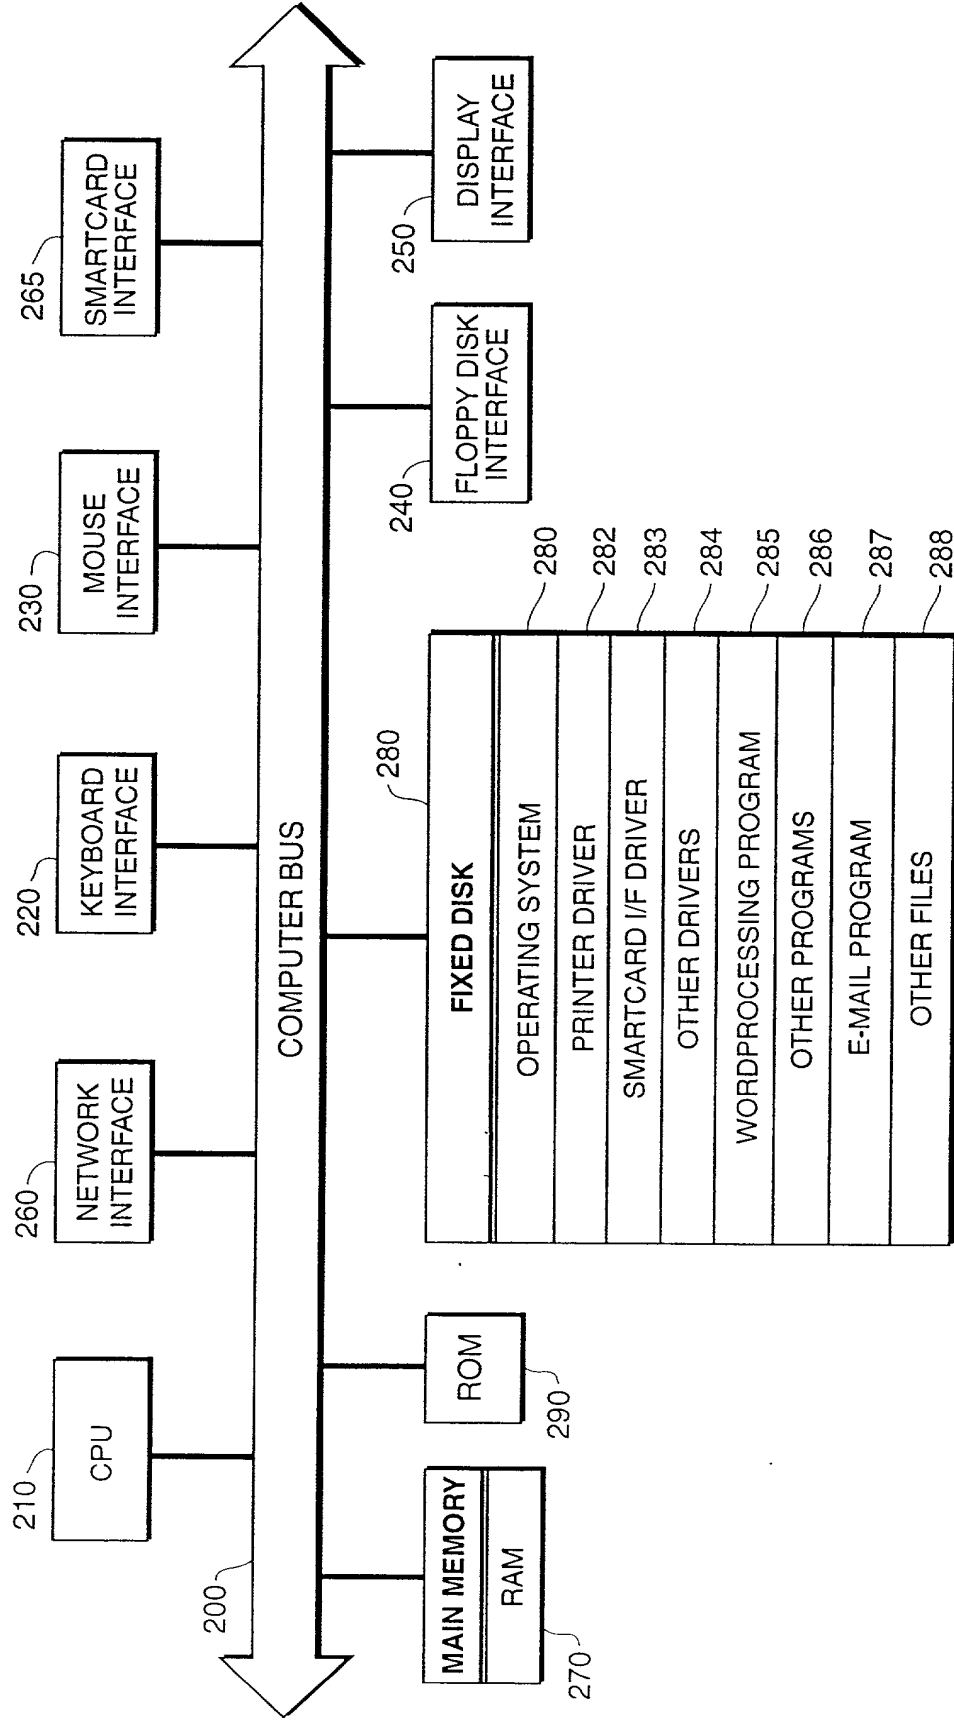 210
CPU
260
NETWORK
INTERFACE
220
KEYBOARD
INTERFACE
230
MOUSE
INTERFACE
265
SMARTCARD
INTERFACE
200
COMPUTER BUS
MAIN MEMORY
RAM
270
ROM
290
280
FIXED DISK
OPERATING SYSTEM
280
PRINTER DRIVER
282
SMARTCARD I/F DRIVER
283
OTHER DRIVERS
284
WORDPROCESSING PROGRAM
285
OTHER PROGRAMS
286
E-MAIL PROGRAM
287
OTHER FILES
288
240
FLOPPY DISK
INTERFACE
250
DISPLAY
INTERFACE